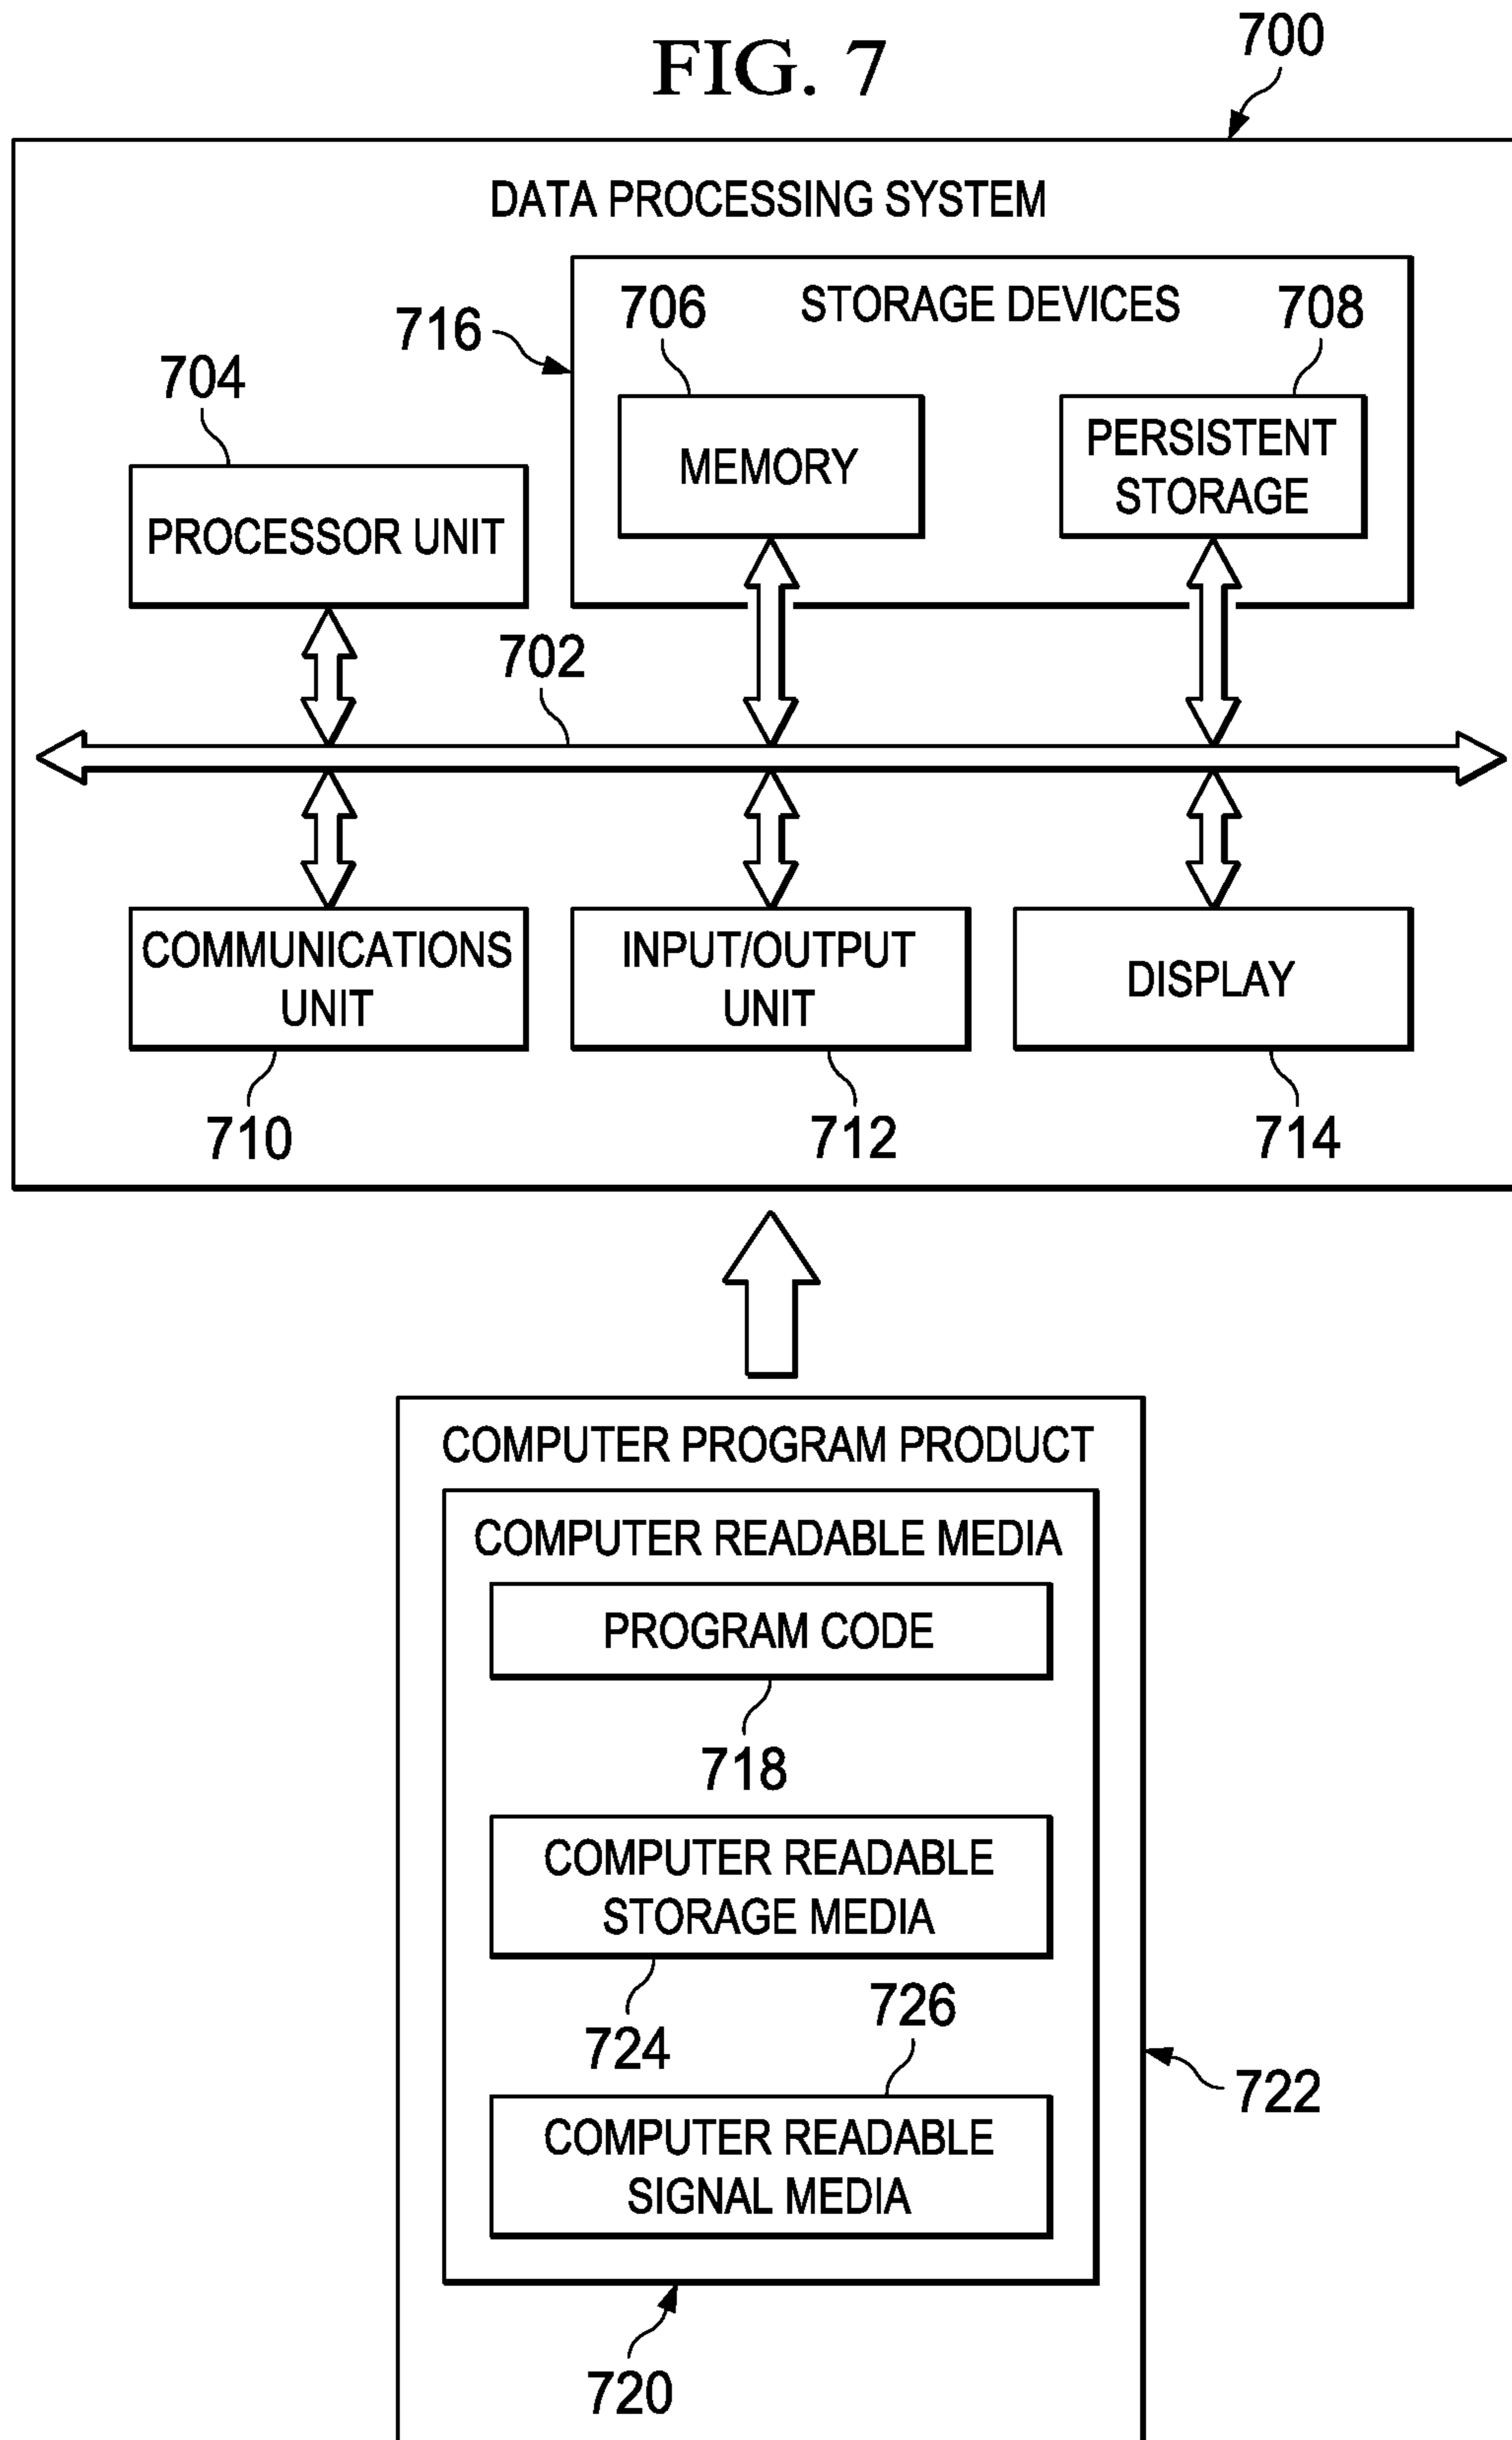 FIG. 7
700
DATA PROCESSING SYSTEM
716
706
STORAGE DEVICES
708
704
MEMORY
PERSISTENT
STORAGE
PROCESSOR UNIT
702
COMMUNICATIONS
UNIT
INPUT/OUTPUT
UNIT
DISPLAY
710
712
714
COMPUTER PROGRAM PRODUCT
COMPUTER READABLE MEDIA
PROGRAM CODE
718
COMPUTER READABLE
STORAGE MEDIA
724
726
COMPUTER READABLE
SIGNAL MEDIA
722
720